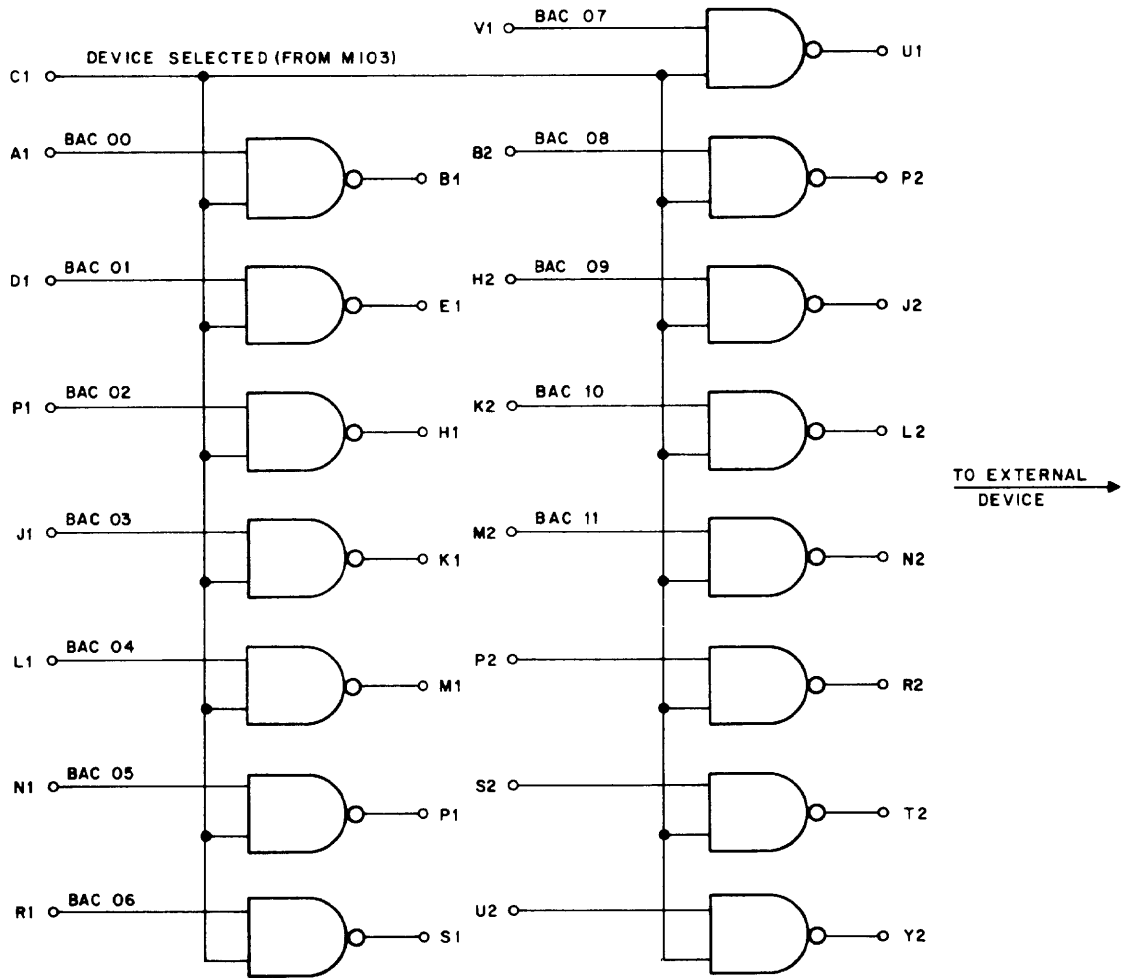 DEVICE SELECTED (FROM M103)
C1
A1 BAC 00 B1
D1 BAC 01 E1
P1 BAC 02 H1
J1 BAC 03 K1
L1 BAC 04 M1
N1 BAC 05 P1
R1 BAC 06 S1
V1 BAC 07 U1
B2 BAC 08 P2
H2 BAC 09 J2
K2 BAC 10 L2
M2 BAC 11 N2
P2 R2
S2 T2
U2 Y2
TO EXTERNAL
DEVICE